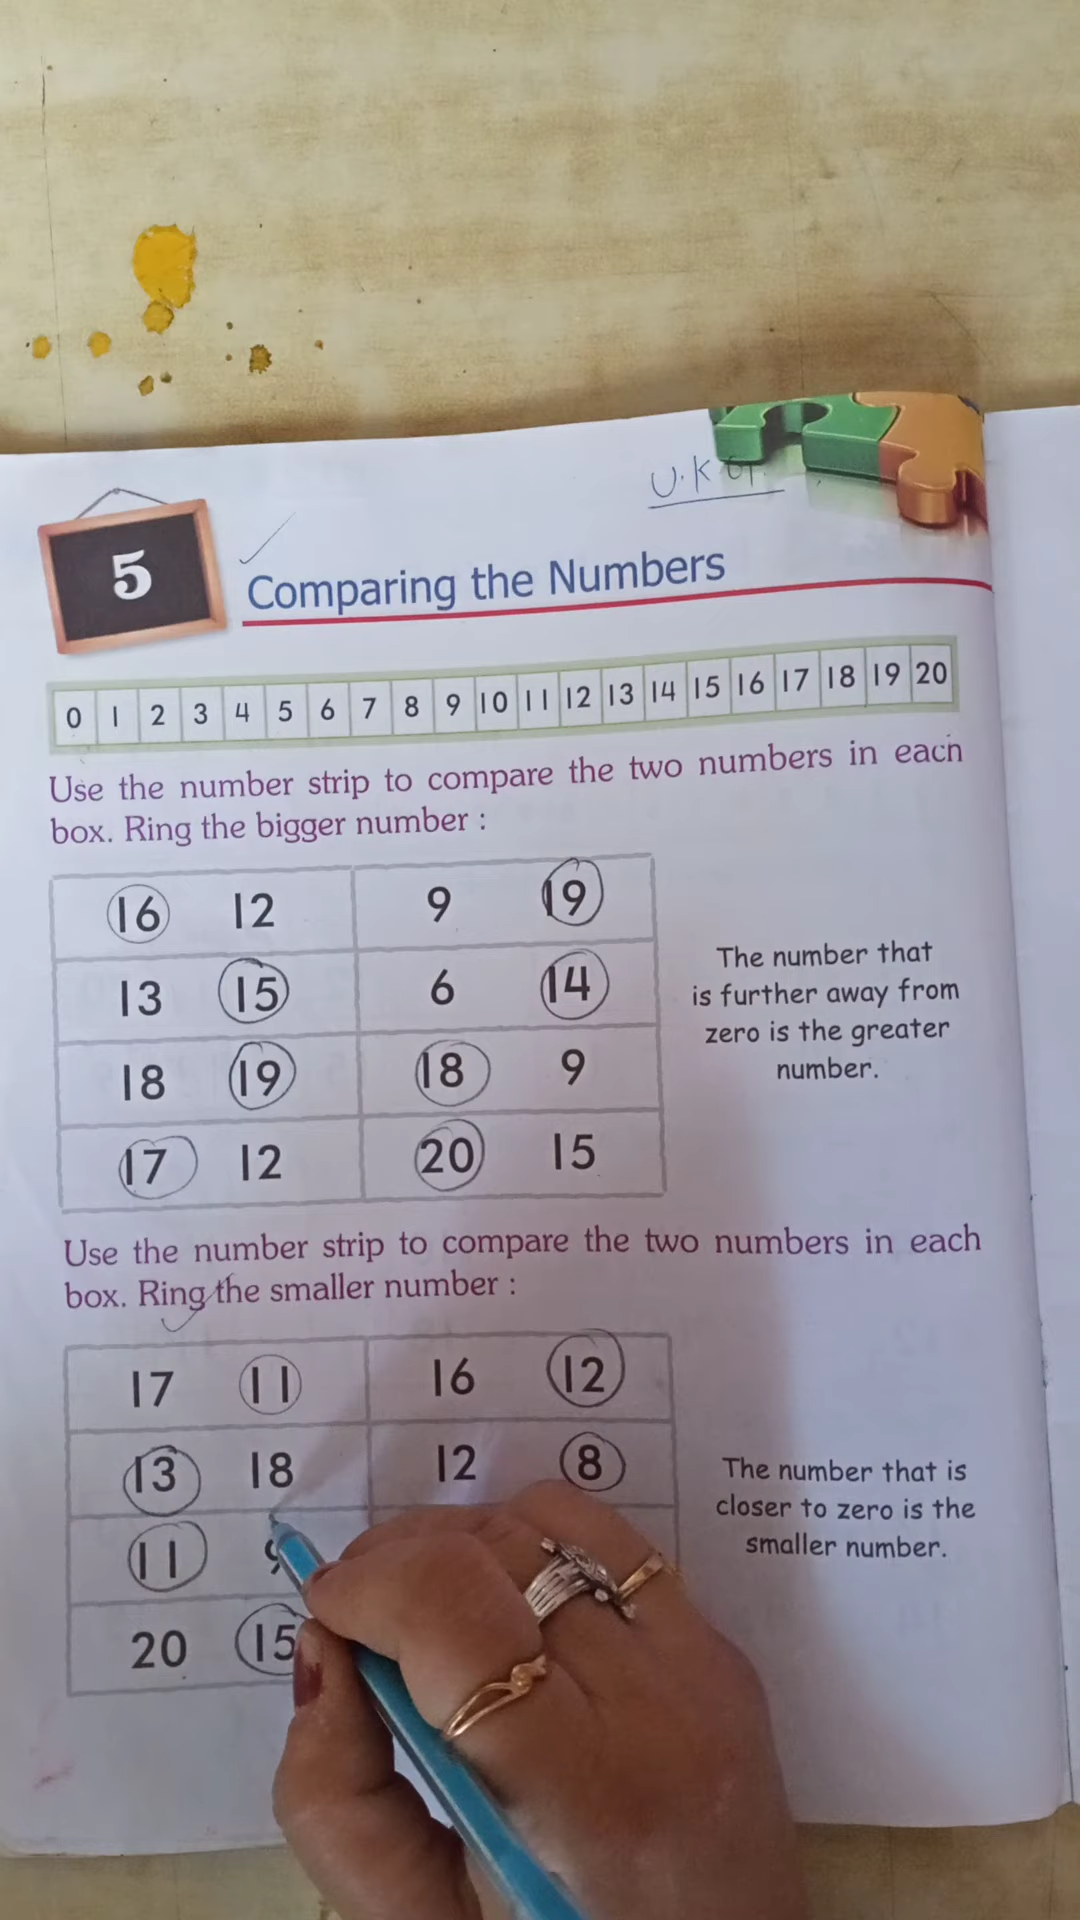 U.K.G.
5
Comparing the Numbers
0 1 2 3 4 5 6 7 8 9 10 11 12 13 14 15 16 17 18 19 20
Use the number strip to compare the two numbers in each
box. Ring the bigger number :
16 12 9 19
13 15 6 14
18 19 18 9
17 12 20 15
The number that
is further away from
zero is the greater
number.
Use the number strip to compare the two numbers in each
box. Ring the smaller number :
17 11 16 12
13 18 12 8
11 9
20 15
The number that is
closer to zero is the
smaller number.